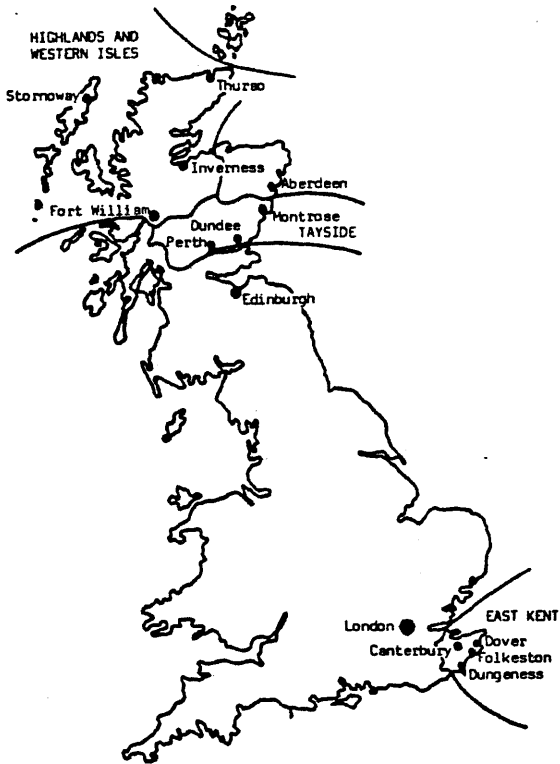 HIGHLANDS AND
WESTERN ISLES
Stornoway
Thurso
Inverness
Aberdeen
Fort William
Montrose
Dundee
TAYSIDE
Perth
Edinburgh
EAST KENT
London
Dover
Canterbury
Folkeston
Dungeness